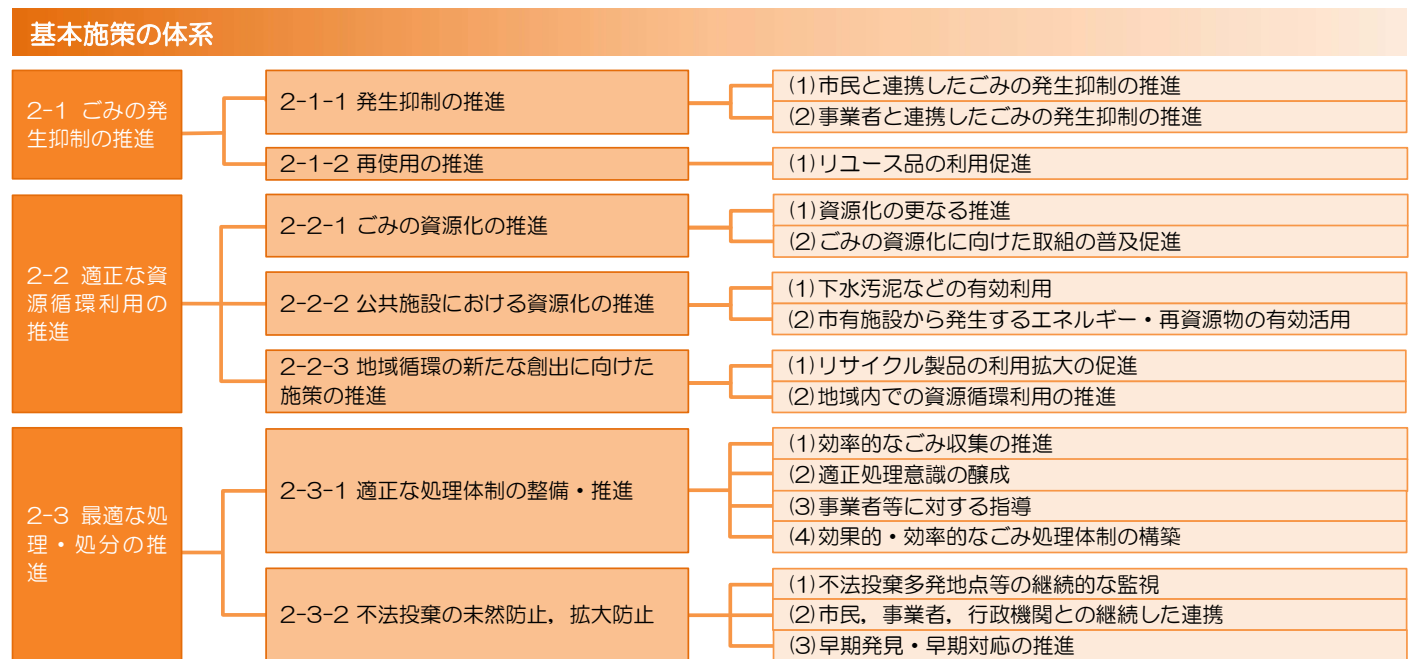 基本施策の体系
2-1 ごみの発
生抑制の推進
2-1-1 発生抑制の推進
(1)市民と連携したごみの発生抑制の推進
(2)事業者と連携したごみの発生抑制の推進
2-1-2 再使用の推進
(1)リユース品の利用促進
2-2 適正な資
源循環利用の
推進
2-2-1 ごみの資源化の推進
(1)資源化の更なる推進
(2)ごみの資源化に向けた取組の普及促進
2-2-2 公共施設における資源化の推進
(1)下水汚泥などの有効利用
(2)市有施設から発生するエネルギー・再資源物の有効活用
2-2-3 地域循環の新たな創出に向けた
施策の推進
(1)リサイクル製品の利用拡大の促進
(2)地域内での資源循環利用の推進
2-3 最適な処
理・処分の推
進
2-3-1 適正な処理体制の整備・推進
(1)効率的なごみ収集の推進
(2)適正処理意識の醸成
(3)事業者等に対する指導
(4)効果的・効率的なごみ処理体制の構築
2-3-2 不法投棄の未然防止，拡大防止
(1)不法投棄多発地点等の継続的な監視
(2)市民，事業者，行政機関との継続した連携
(3)早期発見・早期対応の推進